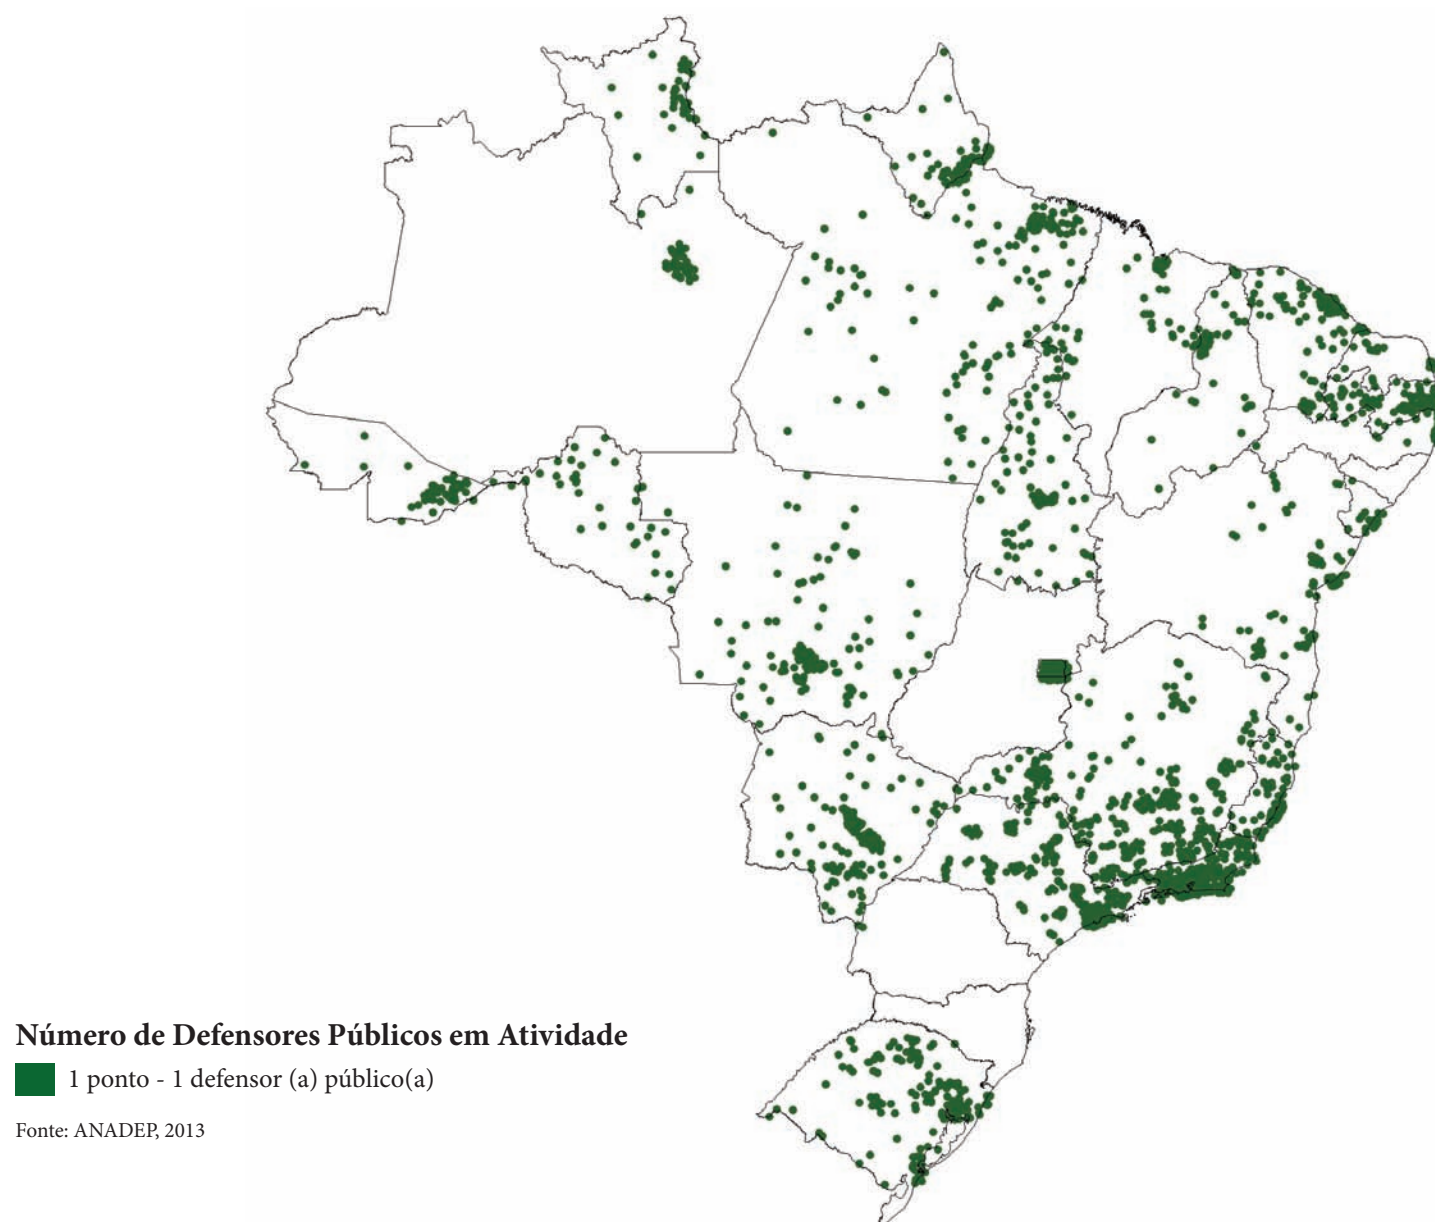 Número de Defensores Públicos em Atividade
1 ponto - 1 defensor (a) público(a)
Fonte: ANADEP, 2013